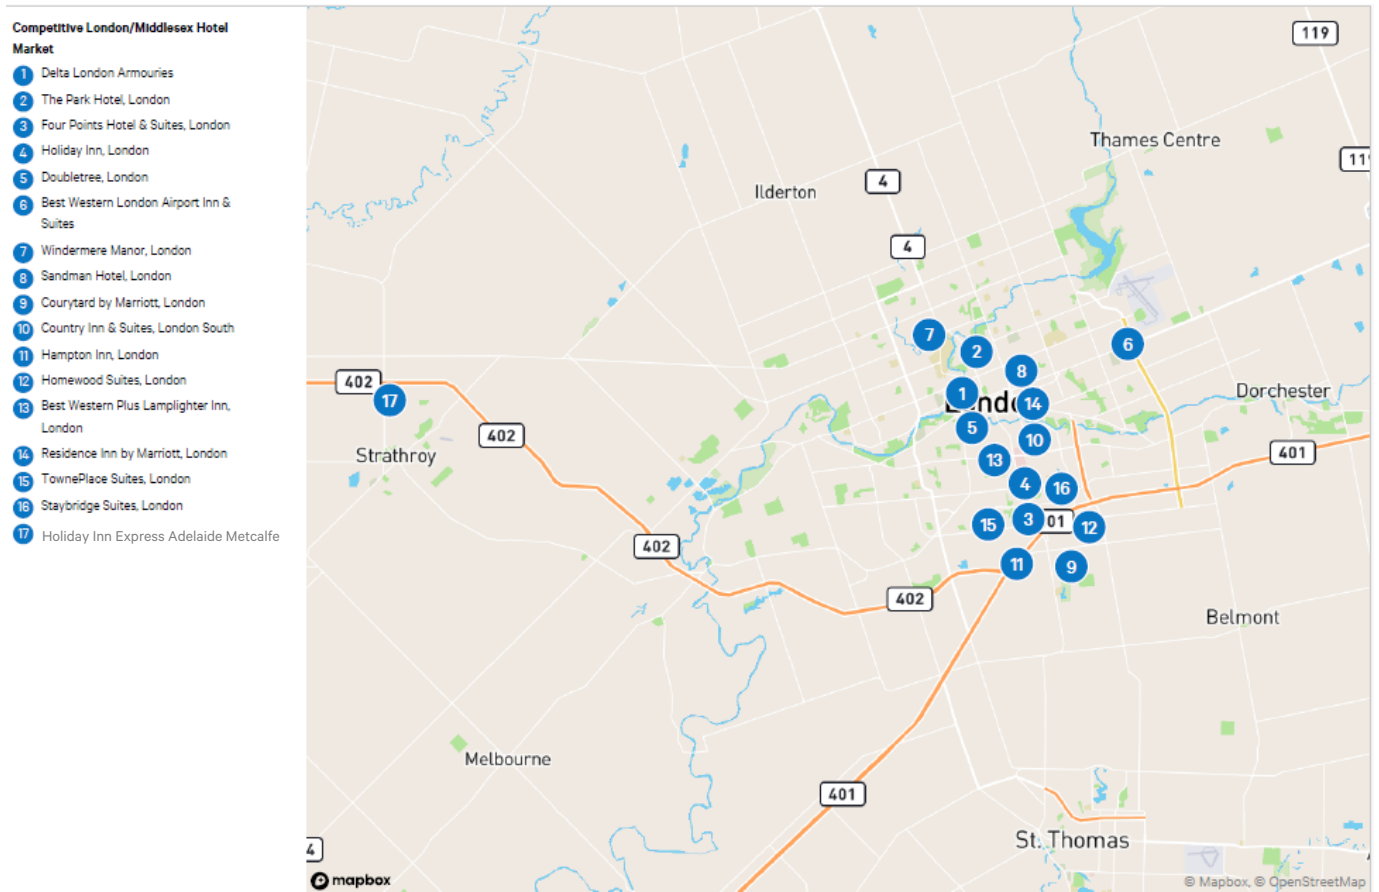 Competitive London/Middlesex Hotel
Market
1 Delta London Armouries
2 The Park Hotel, London
3 Four Points Hotel & Suites, London
4 Holiday Inn, London
5 Doubletree, London
6 Best Western London Airport Inn &
Suites
7 Windermere Manor, London
8 Sandman Hotel, London
9 Courytard by Marriott, London
10 Country Inn & Suites, London South
11 Hampton Inn, London
12 Homewood Suites, London
13 Best Western Plus Lamplighter Inn,
London
14 Residence Inn by Marriott, London
15 TownePlace Suites, London
16 Staybridge Suites, London
17 Holiday Inn Express Adelaide Metcalfe
119
Thames Centre
11
4
Ilderton
4
7
6
2
8
402
17
1
14
Dorchester
5
402
10
401
Strathroy
13
4
16
15
3
01
12
402
11
9
402
Belmont
Melbourne
401
St. Thomas
4
mapbox
© Mapbox, © OpenStreetMap